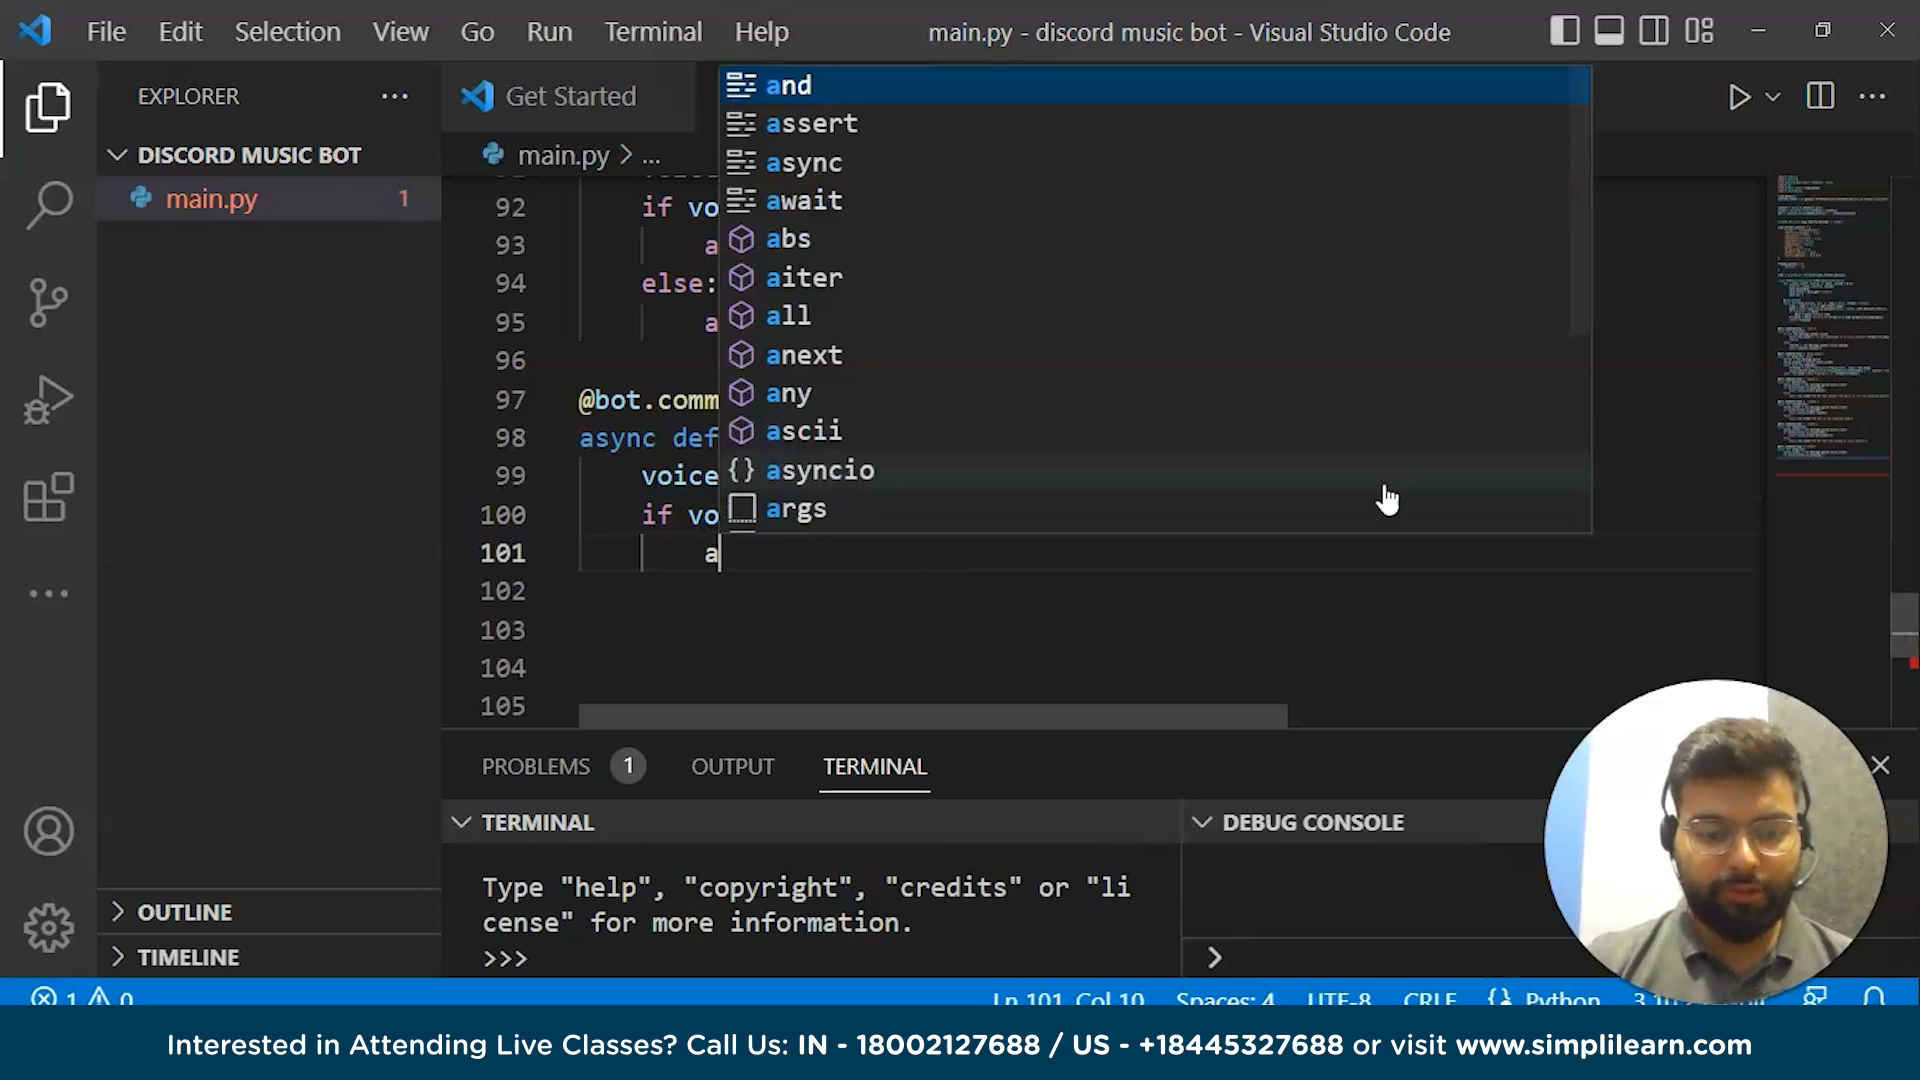 File Edit Selection View Go Run Terminal Help main.py - discord music bot - Visual Studio Code
EXPLORER
Get Started
DISCORD MUSIC BOT
main.py 1
main.py > ...
92 if vo
93 a
94 else:
95 a
96
97 @bot.comm
98 async def
99 voice
100 if vo
101 a
102
103
104
105
and
assert
async
await
abs
aiter
all
anext
any
ascii
asyncio
args
PROBLEMS 1 OUTPUT TERMINAL
TERMINAL
DEBUG CONSOLE
Type "help", "copyright", "credits" or "li
cense" for more information.
>>>
OUTLINE
TIMELINE
1 0 Ln 101, Col 10 Spaces: 4 UTF-8 CRLF Python
Interested in Attending Live Classes? Call Us: IN - 18002127688 / US - +18445327688 or visit www.simplilearn.com